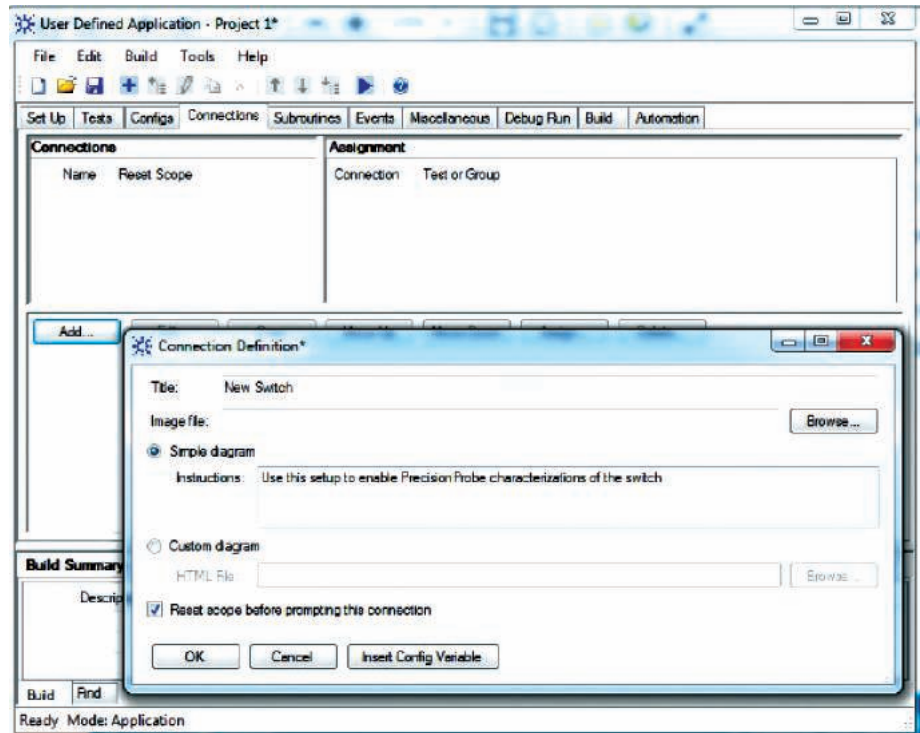 User Defined Application - Project 1*
File Edit Build Tools Help
Set Up Tests Configs Connections Subroutines Events Miscellaneous Debug Run Build Automation
Connections
Name Reset Scope
Assignment
Connection Test or Group
Add...
Connection Definition*
Title: New Switch
Image file: Browse...
Simple diagram
Instructions: Use this setup to enable Precision Probe characterizations of the switch
Custom diagram
HTML File Browse...
Reset scope before prompting this connection
OK Cancel Insert Config Variable
Build Summary
Descrip
Build Find
Ready Mode: Application